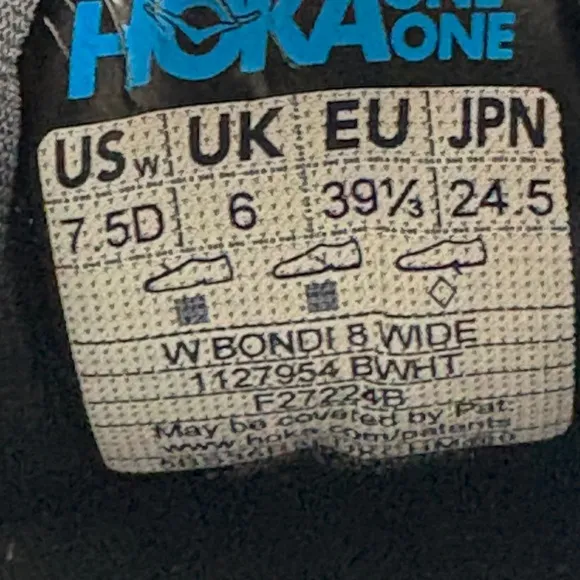 HOKA ONE ONE
US W UK EU JPN
7.5D 6 39⅓ 24.5
W BONDI 8 WIDE
1127954 BWHT
F27224B
May be covered by Pat.
www.hoka.com/patents